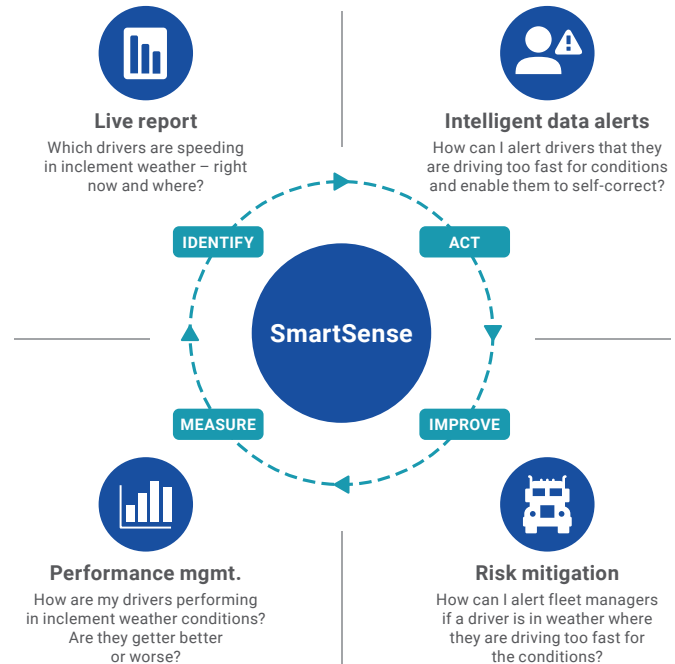 Live report
Which drivers are speeding
in inclement weather – right
now and where?
Intelligent data alerts
How can I alert drivers that they
are driving too fast for conditions
and enable them to self-correct?
IDENTIFY
ACT
SmartSense
MEASURE
IMPROVE
Performance mgmt.
How are my drivers performing
in inclement weather conditions?
Are they getter better
or worse?
Risk mitigation
How can I alert fleet managers
if a driver is in weather where
they are driving too fast for
the conditions?